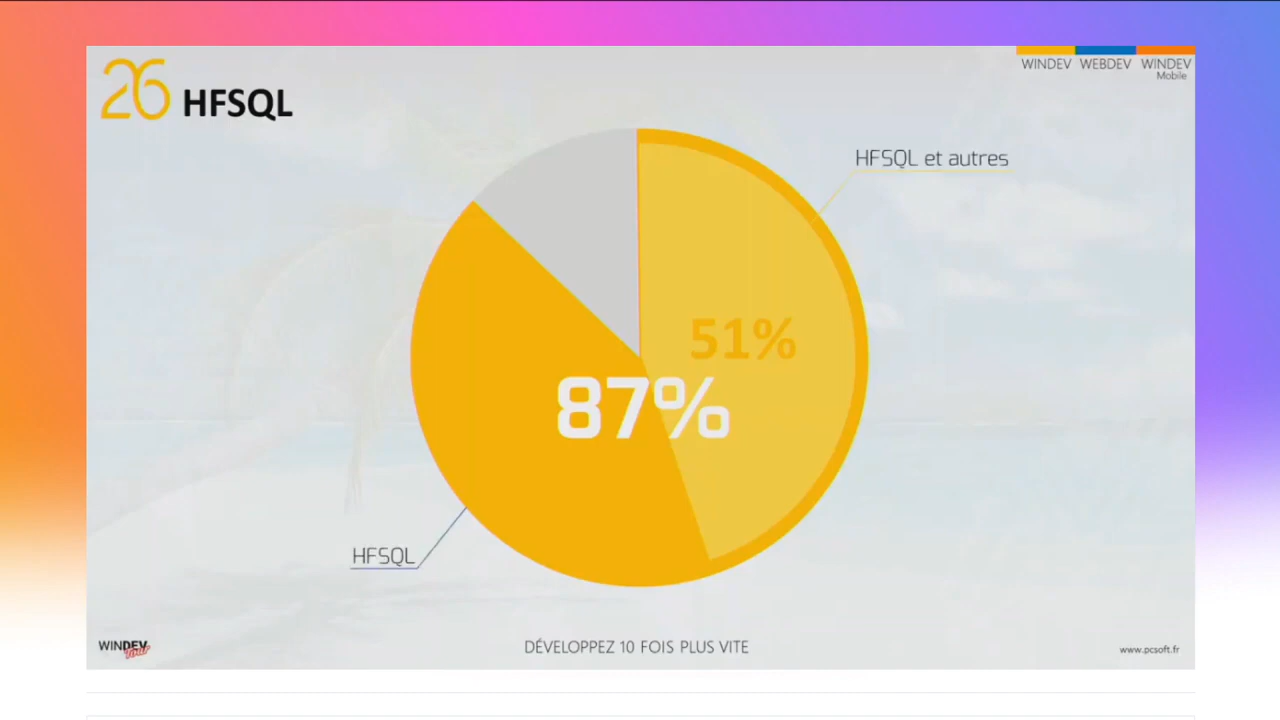 26 HFSQL
WINDEV WEBDEV WINDEV
Mobile
HFSQL et autres
51%
87%
HFSQL
WINDEV
Tour
DÉVELOPPEZ 10 FOIS PLUS VITE
www.pcsoft.fr